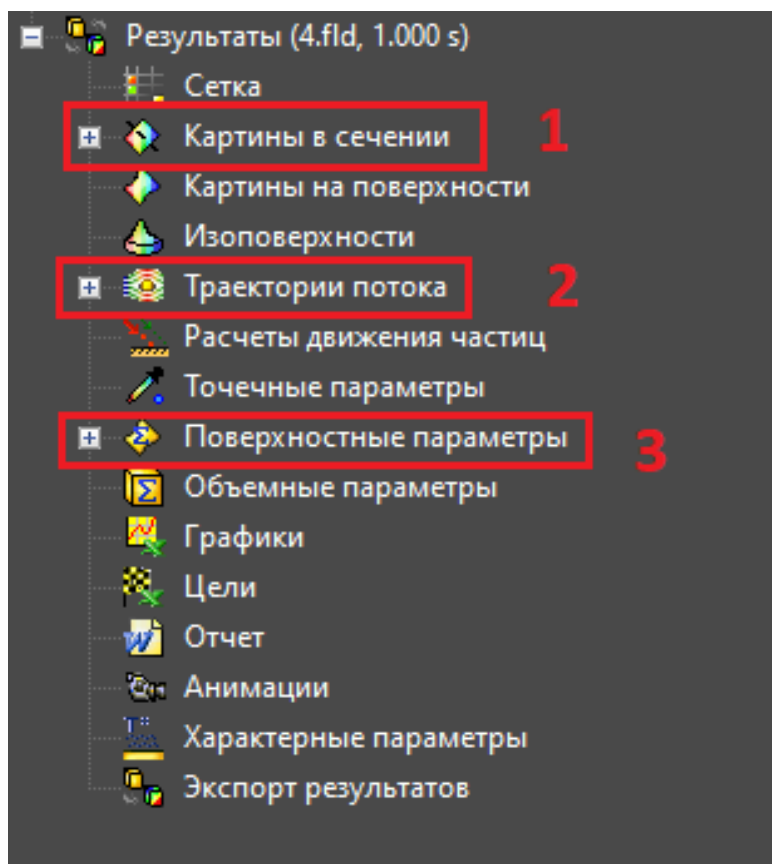 Результаты (4.fld, 1.000 s)
Сетка
Картины в сечении 1
Картины на поверхности
Изоповерхности
Траектории потока 2
Расчеты движения частиц
Точечные параметры
Поверхностные параметры 3
Объемные параметры
Графики
Цели
Отчет
Анимации
Характерные параметры
Экспорт результатов